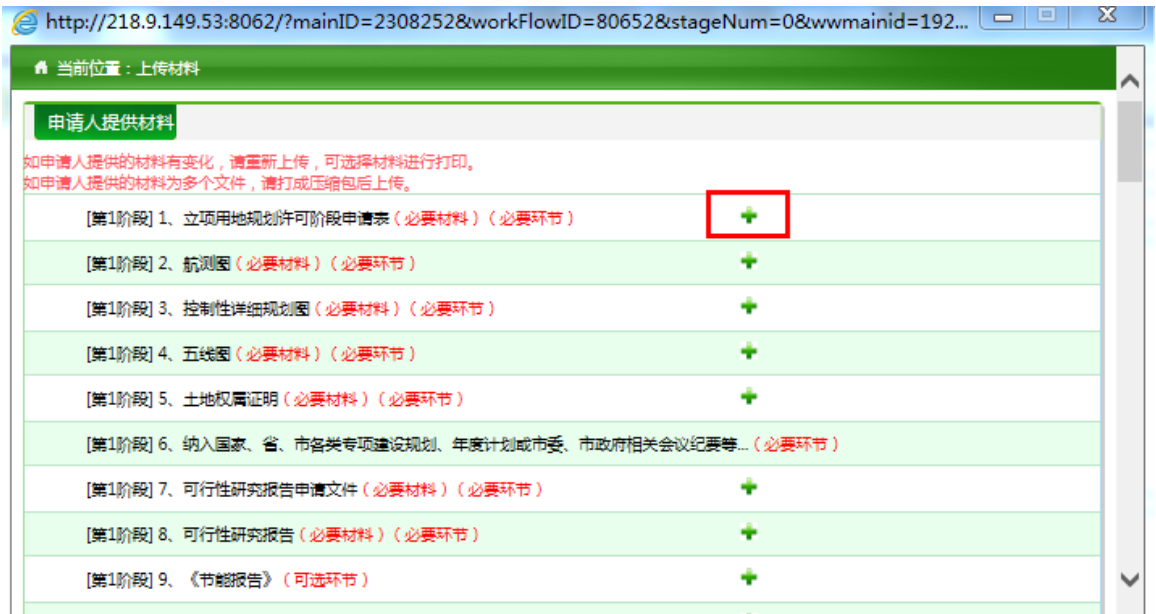 http://218.9.149.53:8062/?mainID=2308252&workFlowID=80652&stageNum=0&wwmainid=192...
当前位置：上传材料
申请人提供材料
如申请人提供的材料有变化，请重新上传，可选择材料进行打印。
如申请人提供的材料为多个文件，请打成压缩包后上传。
[第1阶段] 1、立项用地规划许可阶段申请表（必要材料）（必要环节）
[第1阶段] 2、航测图（必要材料）（必要环节）
[第1阶段] 3、控制性详细规划图（必要材料）（必要环节）
[第1阶段] 4、五线图（必要材料）（必要环节）
[第1阶段] 5、土地权属证明（必要材料）（必要环节）
[第1阶段] 6、纳入国家、省、市各类专项建设规划、年度计划或市委、市政府相关会议纪要等...（必要环节）
[第1阶段] 7、可行性研究报告申请文件（必要材料）（必要环节）
[第1阶段] 8、可行性研究报告（必要材料）（必要环节）
[第1阶段] 9、《节能报告》（可选环节）